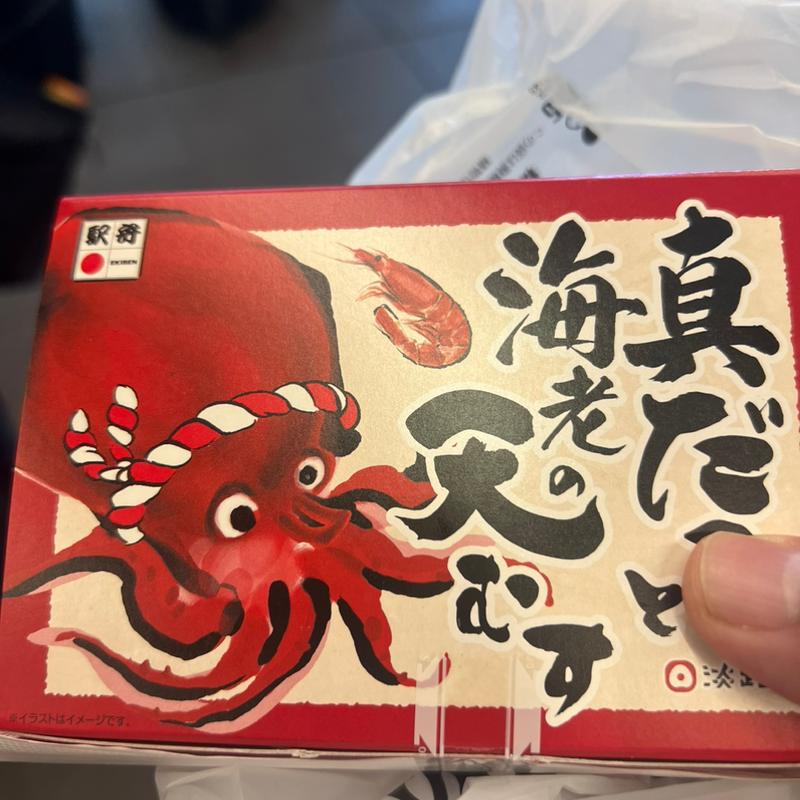 真だ
と
海老の
天むす
駅弁
EKIBEN
淡路
※イラストはイメージです。